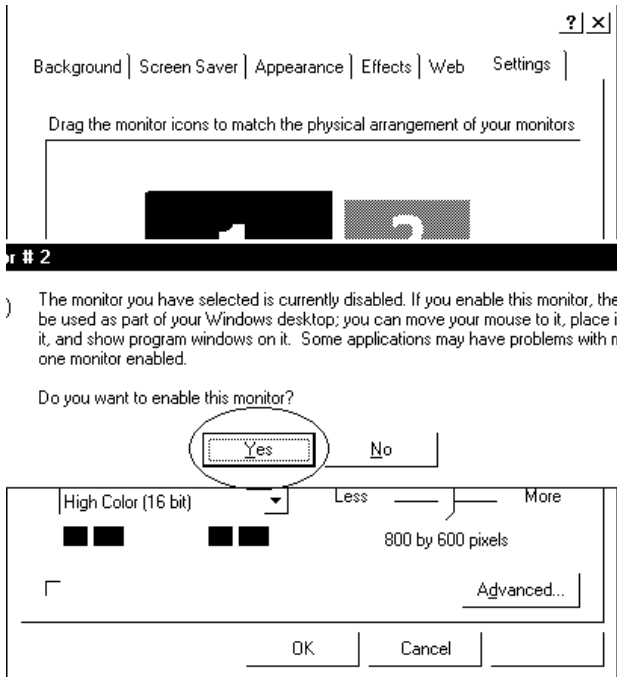 ? ×
Background Screen Saver Appearance Effects Web Settings
Drag the monitor icons to match the physical arrangement of your monitors
1 2
# 2
The monitor you have selected is currently disabled. If you enable this monitor, the
be used as part of your Windows desktop; you can move your mouse to it, place i
it, and show program windows on it. Some applications may have problems with
one monitor enabled.
Do you want to enable this monitor?
Yes No
High Color (16 bit) Less More
800 by 600 pixels
Advanced...
OK Cancel